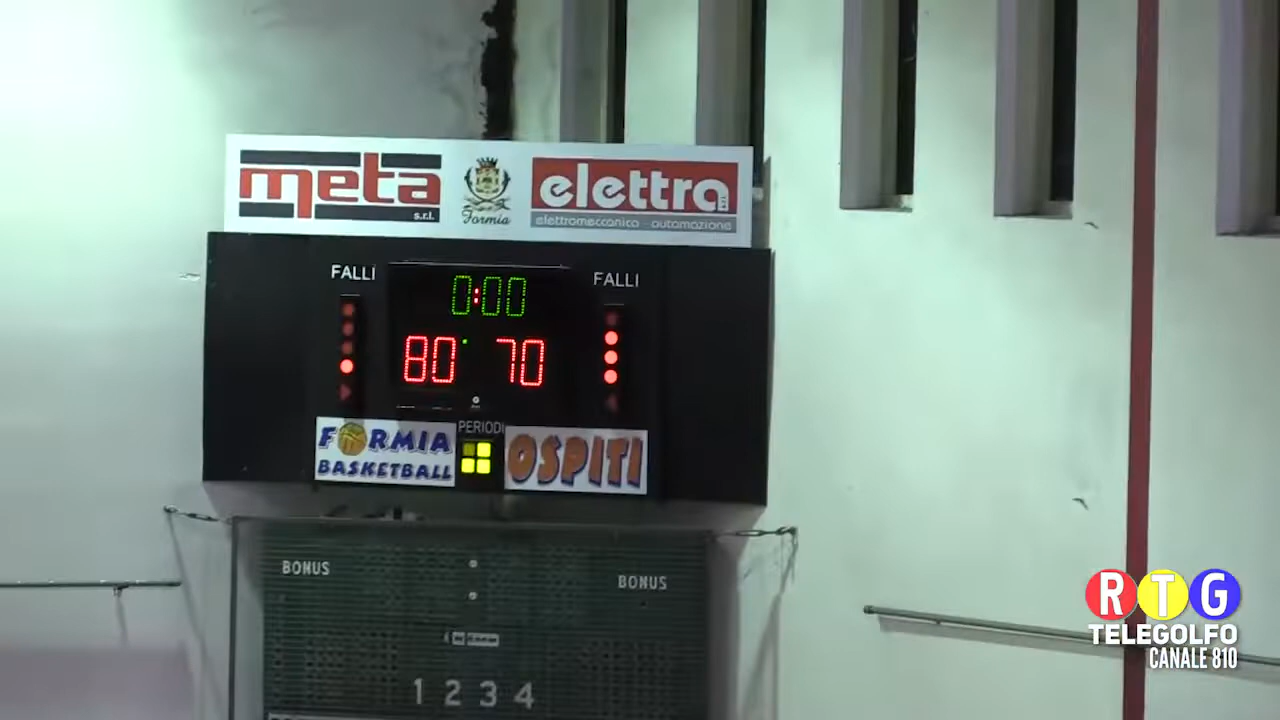 meta
s.r.l.
Formia
elettra
s.r.l.
elettromeccanica - automazione
FALLI
FALLI
0:00
80
70
PERIODI
FORMIA
BASKETBALL
OSPITI
BONUS
BONUS
1 2 3 4
RTG
TELEGOLFO
CANALE 810